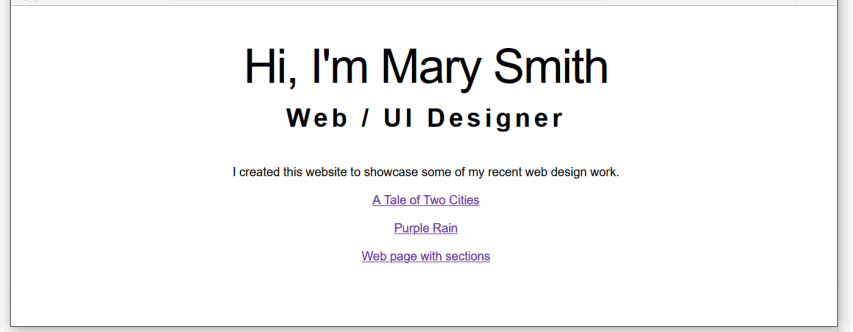 Hi, I'm Mary Smith
Web / UI Designer
I created this website to showcase some of my recent web design work.
A Tale of Two Cities
Purple Rain
Web page with sections